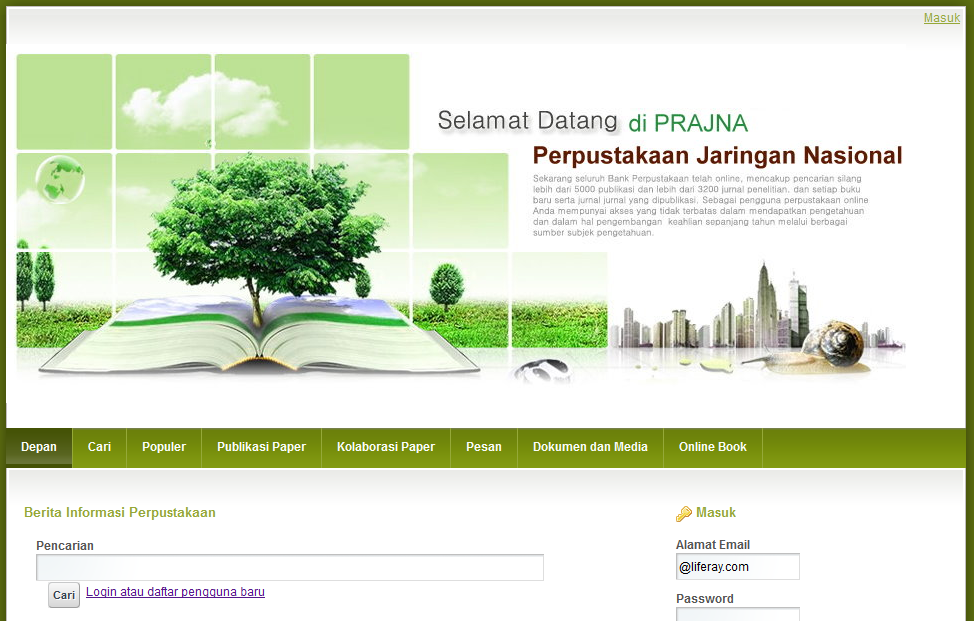 Masuk
Selamat Datang di PRAJNA
Perpustakaan Jaringan Nasional
Sekarang seluruh Bank Perpustakaan telah online, mencakup pencarian silang
lebih dari 5000 publikasi dan lebih dari 3200 jurnal penelitian. dan setiap buku
baru serta jurnal jurnal yang dipublikasi. Sebagai pengguna perpustakaan online
Anda mempunyai akses yang tidak terbatas dalam mendapatkan pengetahuan
dan dalam hal pengembangan keahlian sepanjang tahun melalui berbagai
sumber subjek pengetahuan.
Depan Cari Populer Publikasi Paper Kolaborasi Paper Pesan Dokumen dan Media Online Book
Berita Informasi Perpustakaan
Pencarian
Cari Login atau daftar pengguna baru
Masuk
Alamat Email
@liferay.com
Password